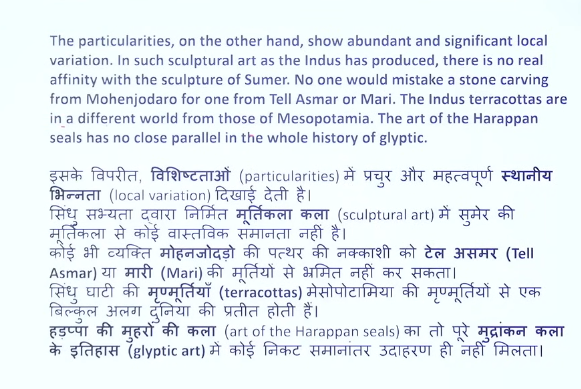 The particularities, on the other hand, show abundant and significant local
variation. In such sculptural art as the Indus has produced, there is no real
affinity with the sculpture of Sumer. No one would mistake a stone carving
from Mohenjodaro for one from Tell Asmar or Mari. The Indus terracottas are
in a different world from those of Mesopotamia. The art of the Harappan
seals has no close parallel in the whole history of glyptic.
इसके विपरीत, विशिष्टताओं (particularities) में प्रचुर और महत्वपूर्ण स्थानीय
भिन्नता (local variation) दिखाई देती है।
सिंधु सभ्यता द्वारा निर्मित मूर्तिकला कला (sculptural art) में सुमेर की
मूर्तिकला से कोई वास्तविक समानता नहीं है।
कोई भी व्यक्ति मोहनजोदड़ो की पत्थर की नक्काशी को टेल असमर (Tell
Asmar) या मारी (Mari) की मूर्तियों से भ्रमित नहीं कर सकता।
सिंधु घाटी की मृण्मूर्तियाँ (terracottas) मेसोपोटामिया की मृण्मूर्तियों से एक
बिल्कुल अलग दुनिया की प्रतीत होती हैं।
हड़प्पा की मुहरों की कला (art of the Harappan seals) का तो पूरे मुद्रांकन कला
के इतिहास (glyptic art) में कोई निकट समानांतर उदाहरण ही नहीं मिलता।